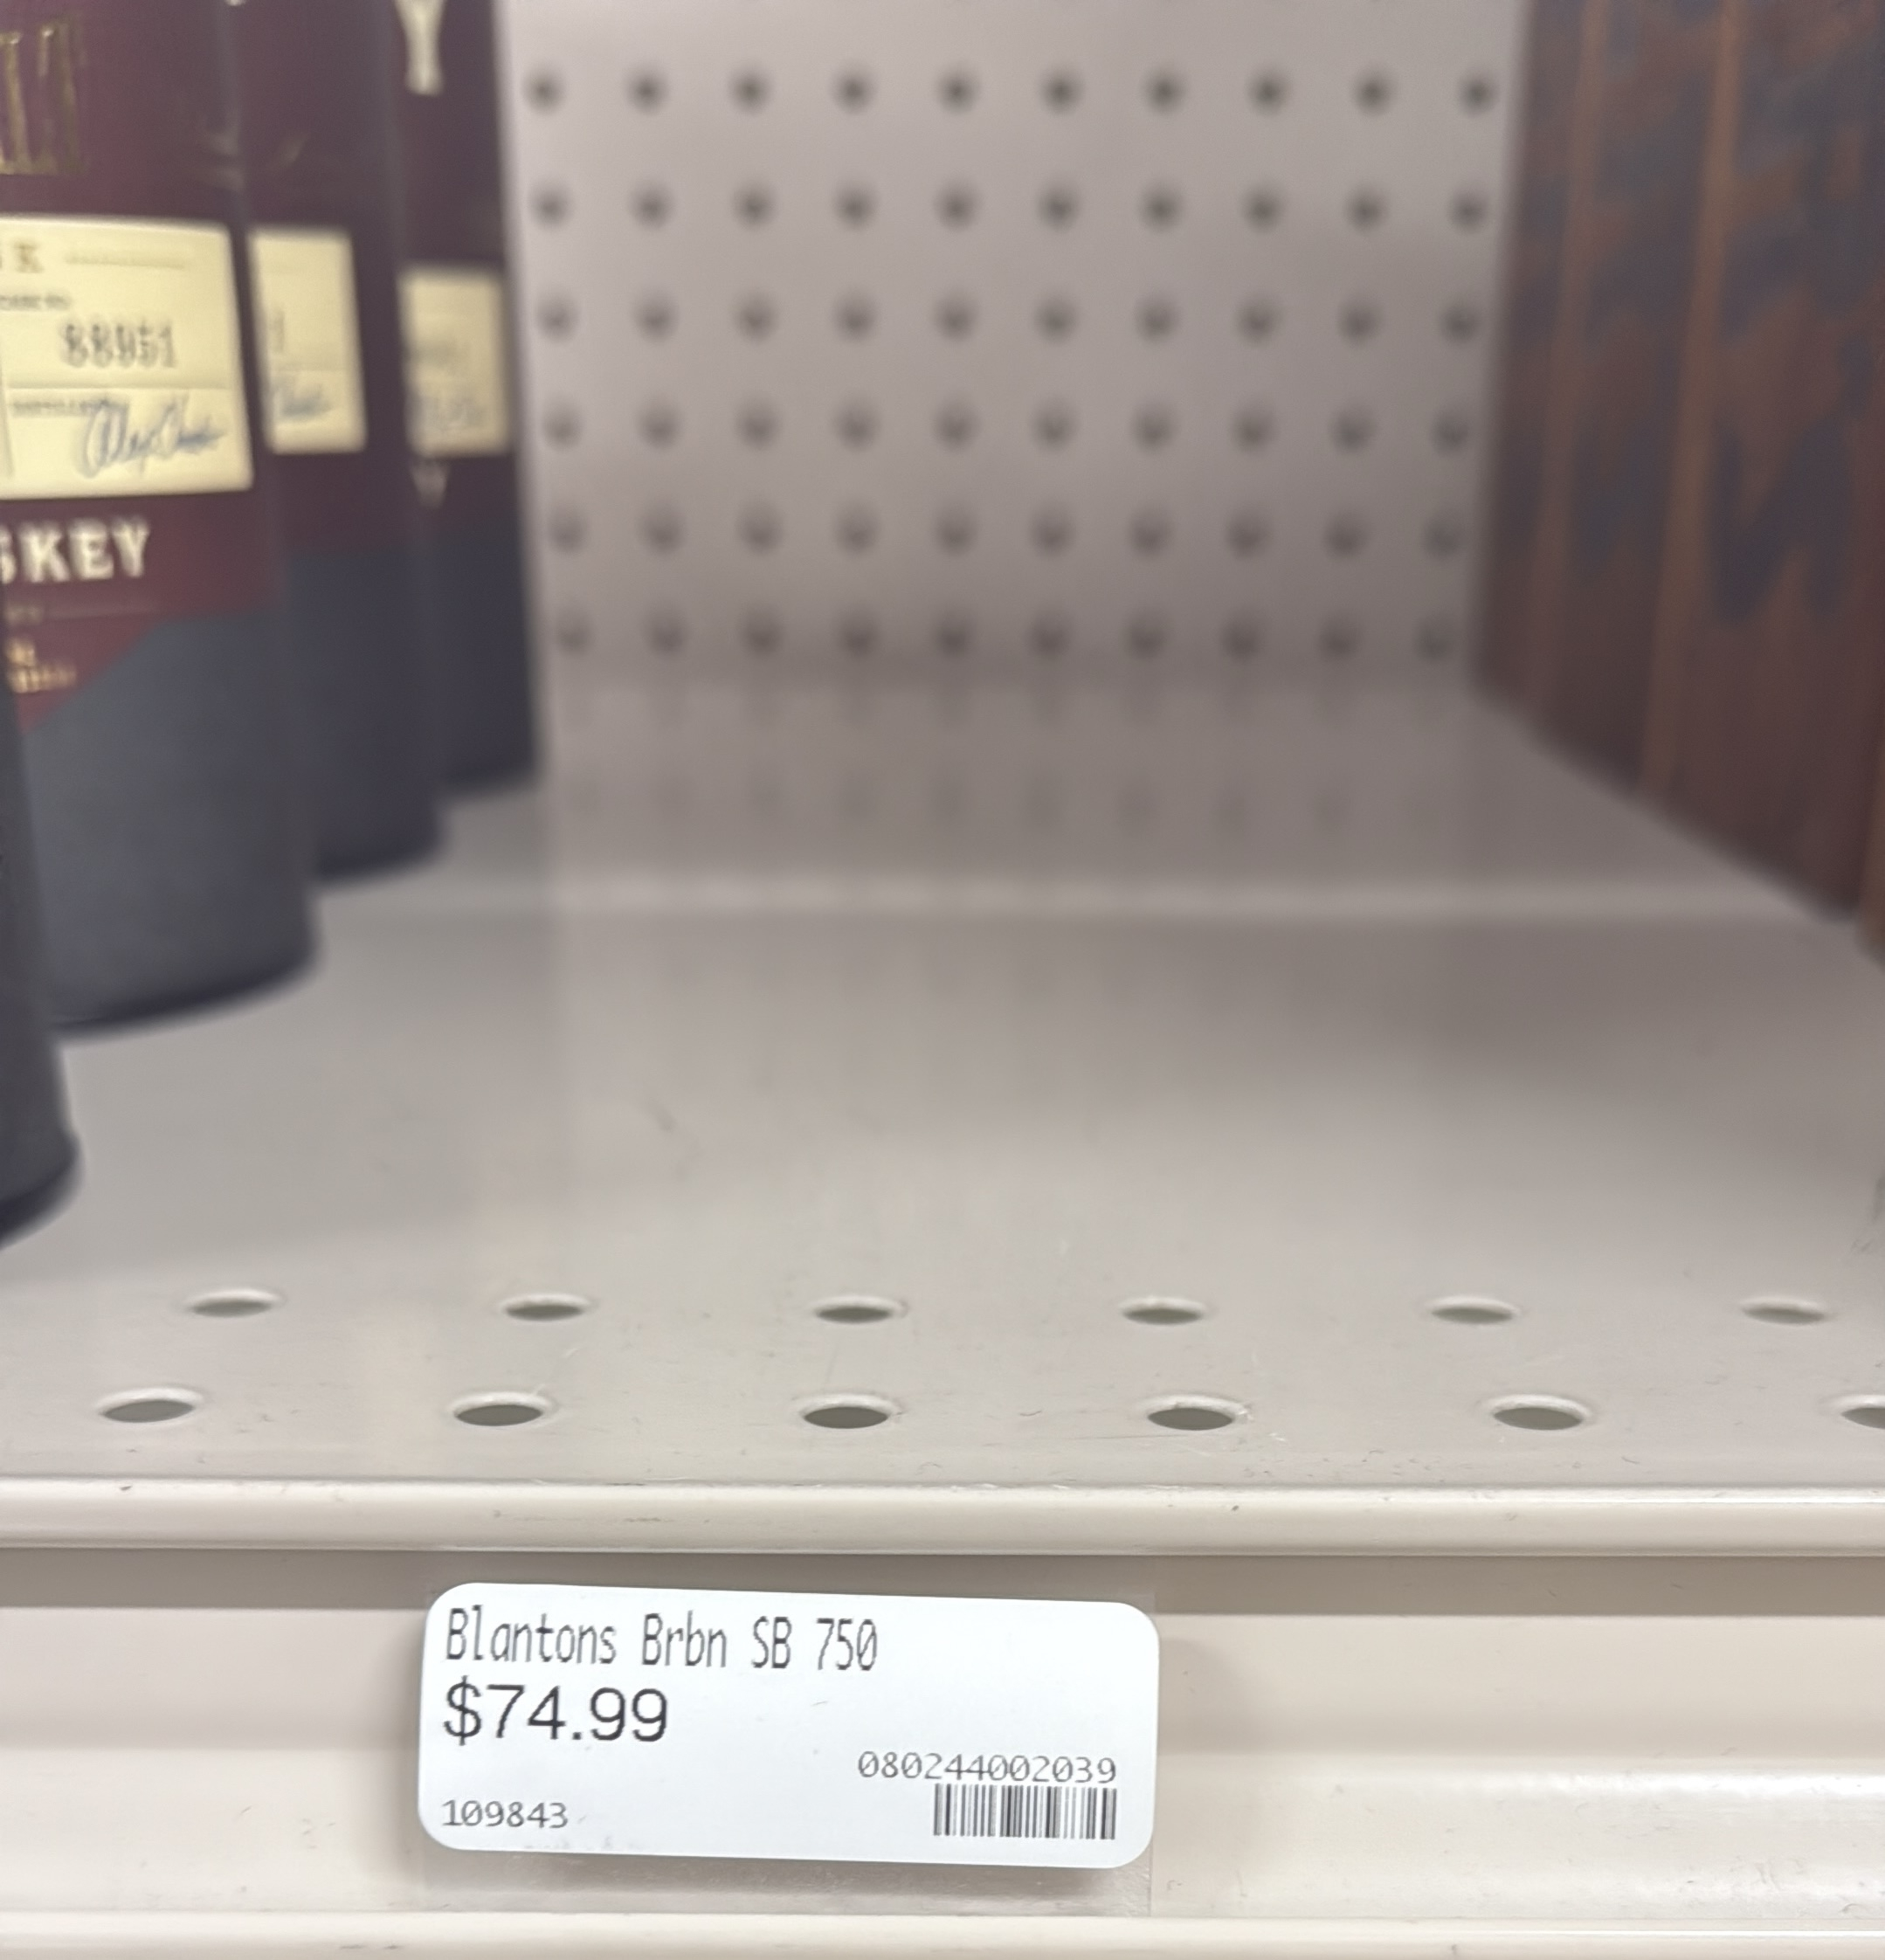 Y
88951
SKEY
Blantons Brbn SB 750
$74.99
080244002039
109843